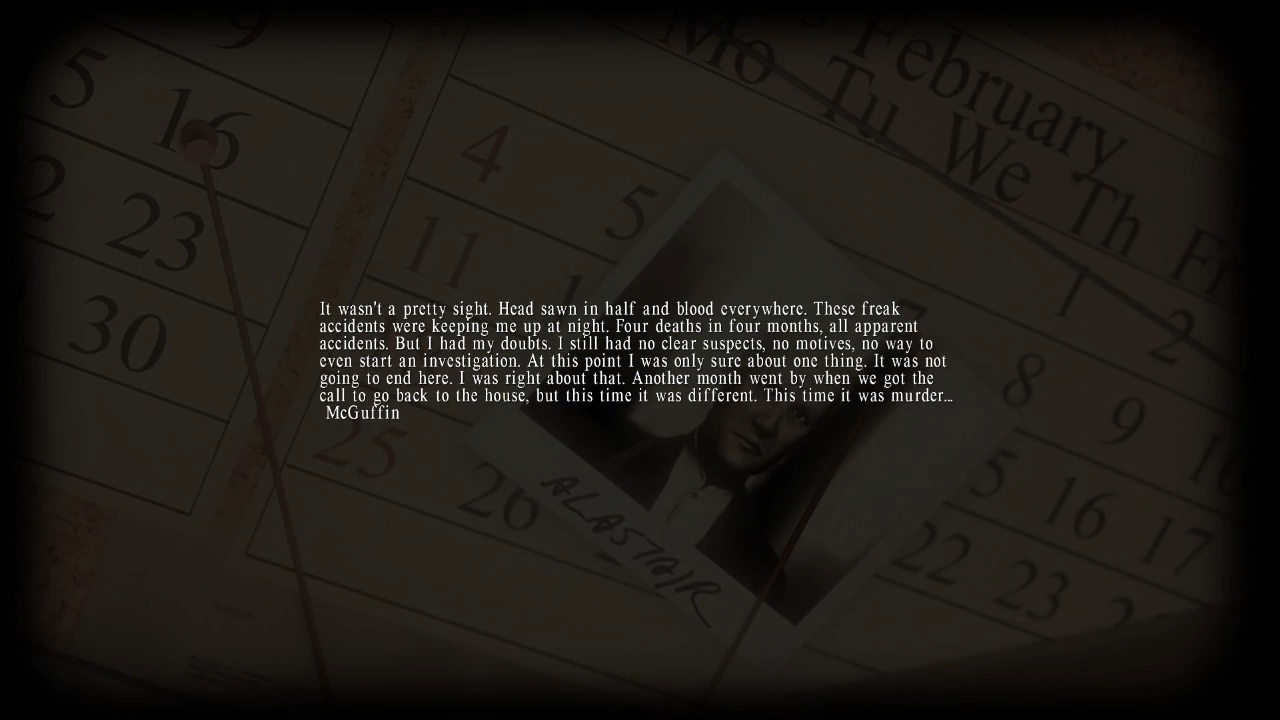 9
5 16
2 23
30
February
Mo Tu We Th Fr
1 2
4 5
8 9 10
11
16 17
25 26
22 23
It wasn't a pretty sight. Head sawn in half and blood everywhere. These freak
accidents were keeping me up at night. Four deaths in four months, all apparent
accidents. But I had my doubts. I still had no clear suspects, no motives, no way to
even start an investigation. At this point I was only sure about one thing. It was not
going to end here. I was right about that. Another month went by when we got the
call to go back to the house, but this time it was different. This time it was murder...
McGuffin
ALASTAIR